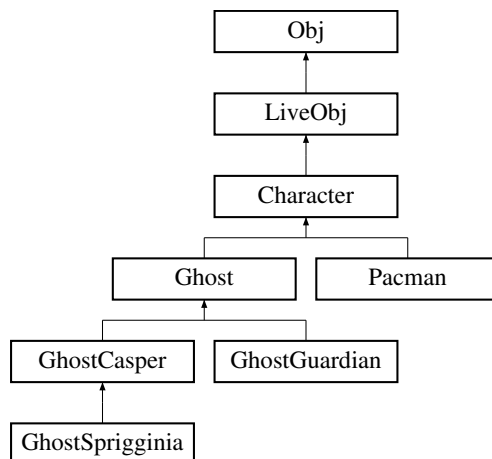 Obj
LiveObj
Character
Ghost
Pacman
GhostCasper
GhostGuardian
GhostSprigginia